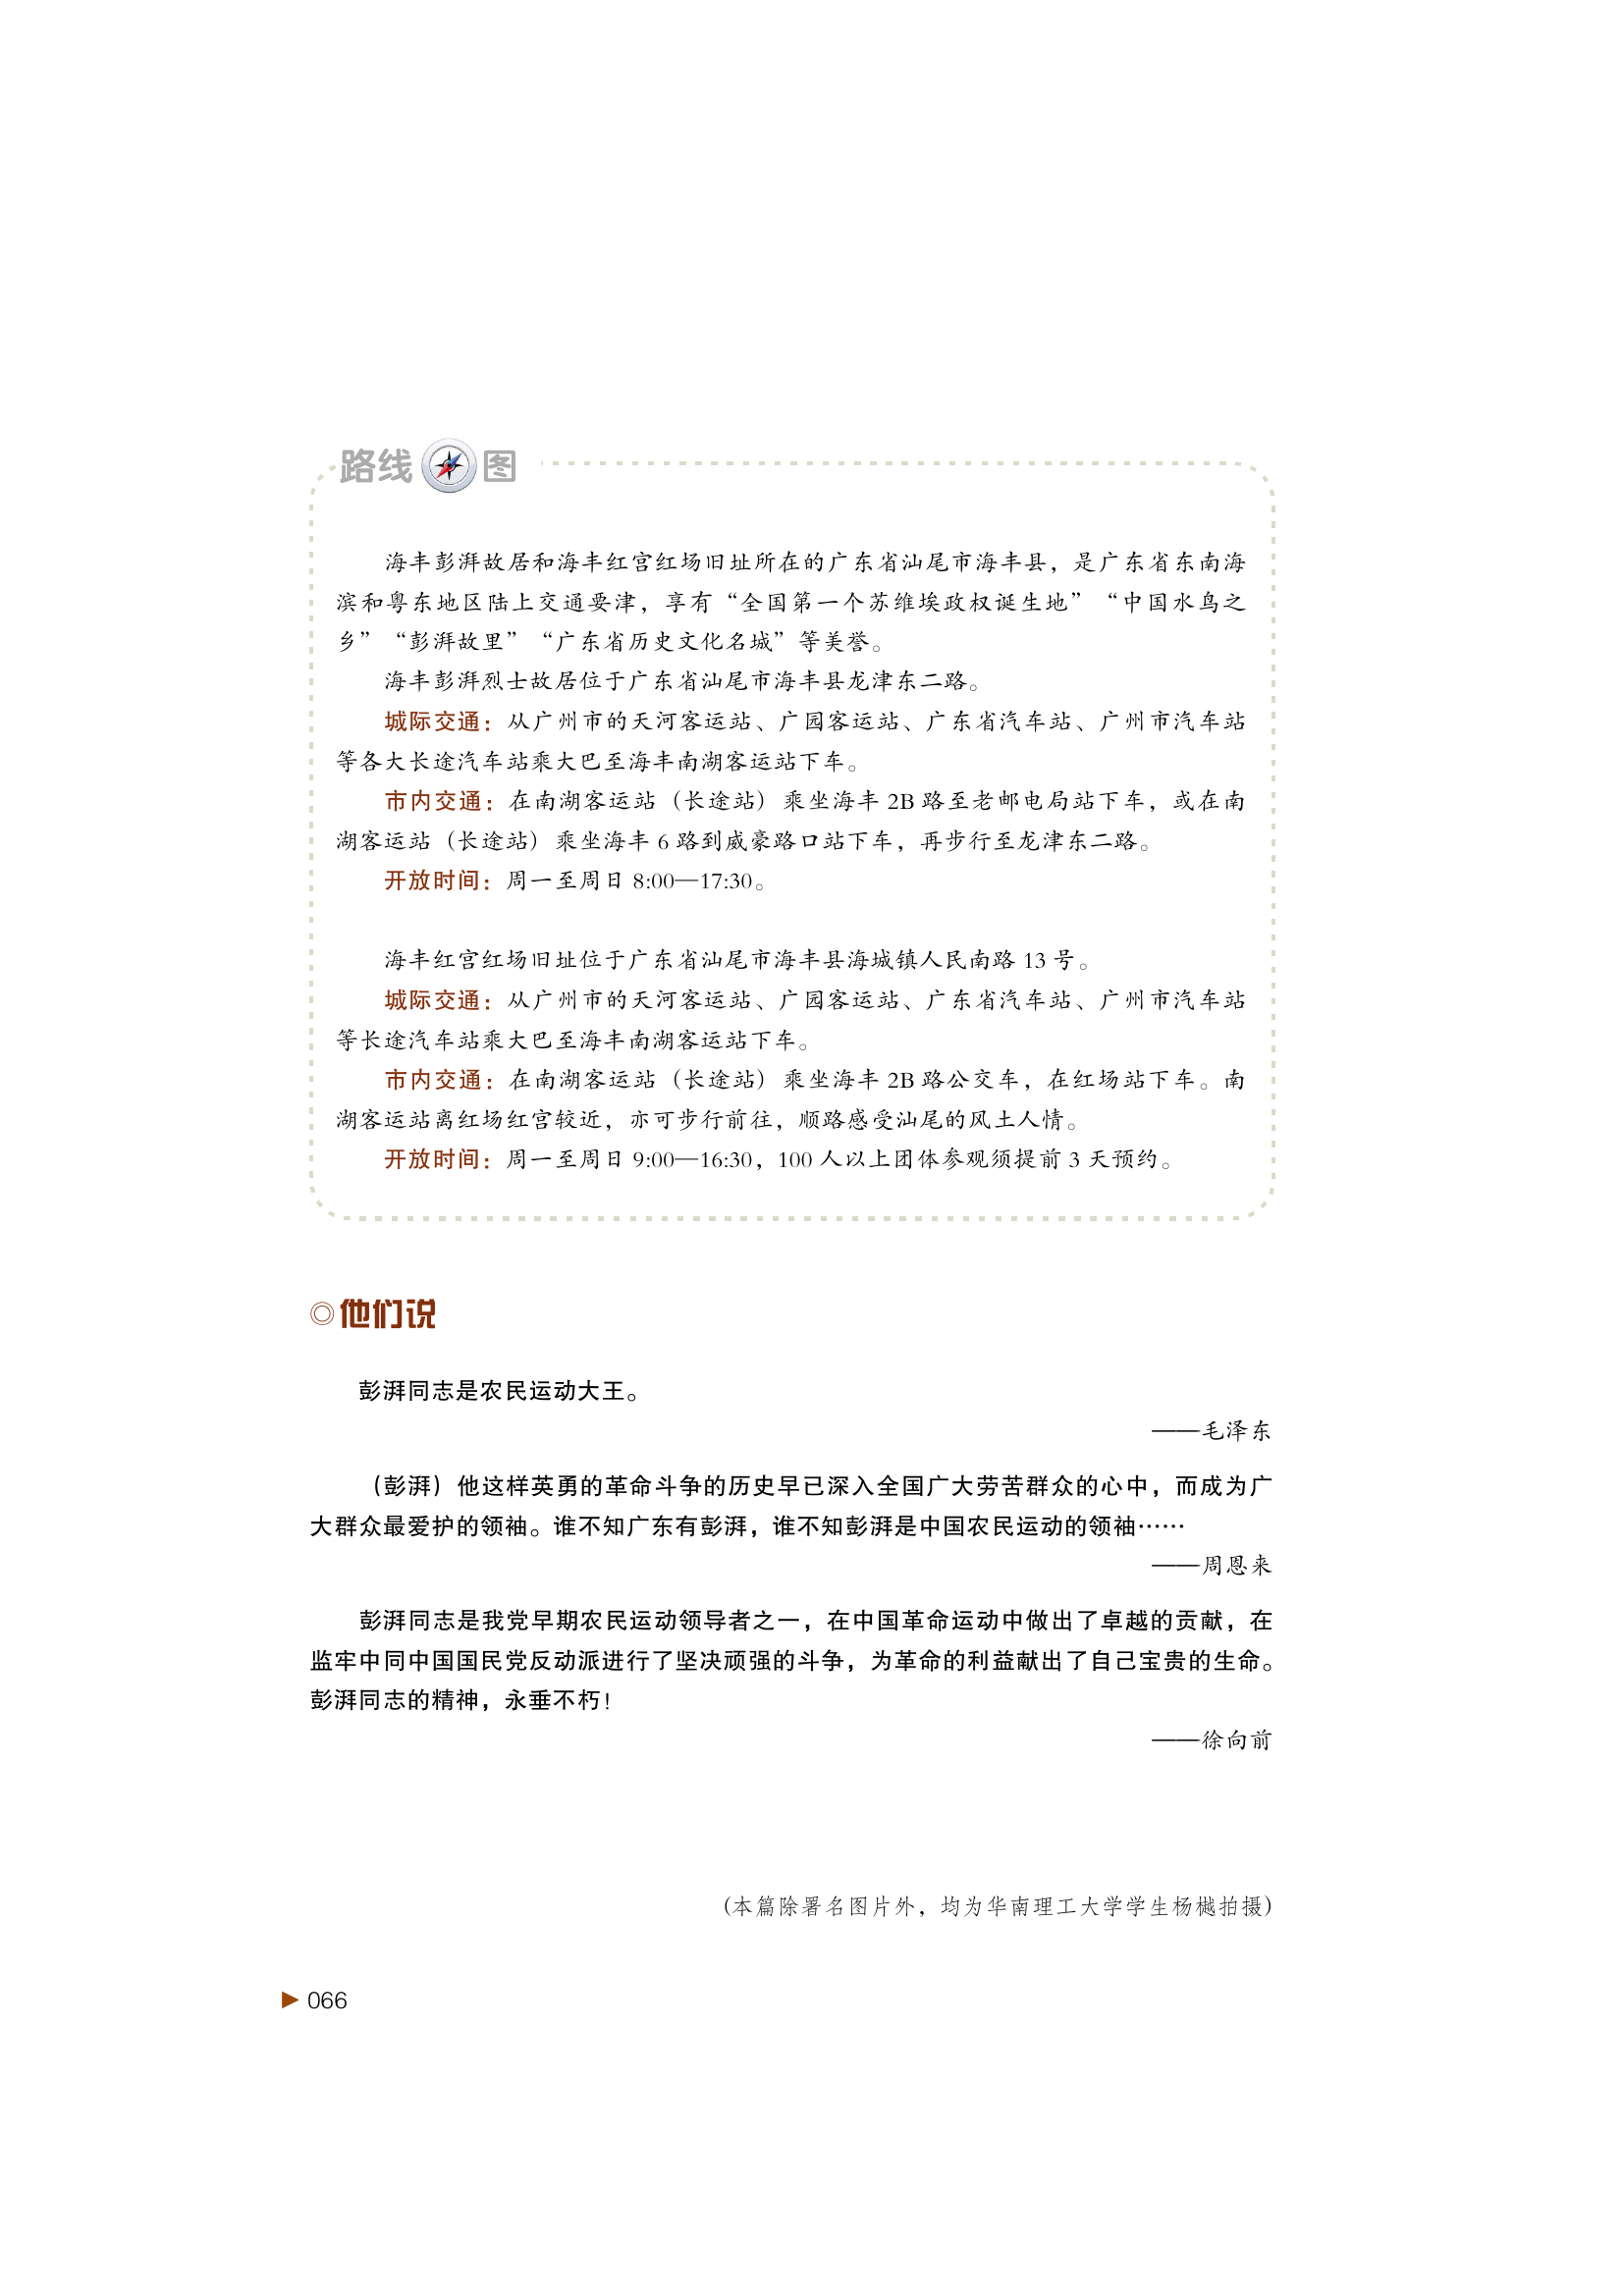 路线图
海丰彭湃故居和海丰红宫红场旧址所在的广东省汕尾市海丰县，是广东省东南海
滨和粤东地区陆上交通要津，享有“全国第一个苏维埃政权诞生地”“中国水鸟之
乡”“彭湃故里”“广东省历史文化名城”等美誉。
海丰彭湃烈士故居位于广东省汕尾市海丰县龙津东二路。
城际交通：从广州市的天河客运站、广园客运站、广东省汽车站、广州市汽车站
等各大长途汽车站乘大巴至海丰南湖客运站下车。
市内交通：在南湖客运站（长途站）乘坐海丰 2B 路至老邮电局站下车，或在南
湖客运站（长途站）乘坐海丰 6 路到威豪路口站下车，再步行至龙津东二路。
开放时间：周一至周日 8:00—17:30。
海丰红宫红场旧址位于广东省汕尾市海丰县海城镇人民南路 13 号。
城际交通：从广州市的天河客运站、广园客运站、广东省汽车站、广州市汽车站
等长途汽车站乘大巴至海丰南湖客运站下车。
市内交通：在南湖客运站（长途站）乘坐海丰 2B 路公交车，在红场站下车。南
湖客运站离红场红宫较近，亦可步行前往，顺路感受汕尾的风土人情。
开放时间：周一至周日 9:00—16:30，100 人以上团体参观须提前 3 天预约。
◎他们说
彭湃同志是农民运动大王。
——毛泽东
（彭湃）他这样英勇的革命斗争的历史早已深入全国广大劳苦群众的心中，而成为广
大群众最爱护的领袖。谁不知广东有彭湃，谁不知彭湃是中国农民运动的领袖……
——周恩来
彭湃同志是我党早期农民运动领导者之一，在中国革命运动中做出了卓越的贡献，在
监牢中同中国国民党反动派进行了坚决顽强的斗争，为革命的利益献出了自己宝贵的生命。
彭湃同志的精神，永垂不朽！
——徐向前
（本篇除署名图片外，均为华南理工大学学生杨樾拍摄）
▶ 066